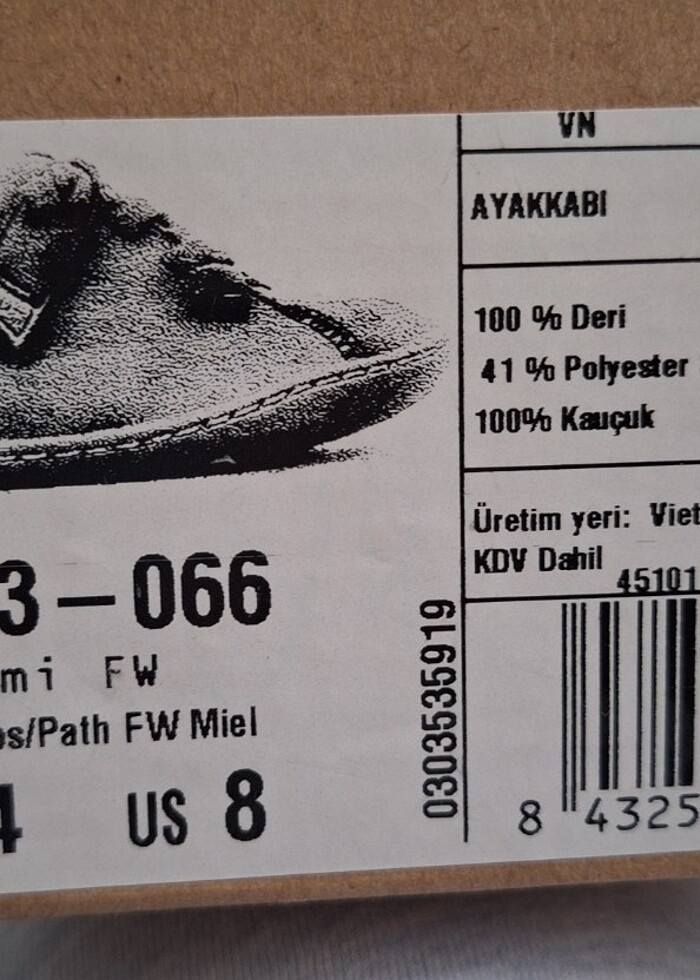 VN
AYAKKABI
100 % Deri
41 % Polyester
100% Kauçuk
Üretim yeri: Viet
KDV Dahil
45101
3-066
mi FW
os/Path FW Miel
4 US 8
0303535919
8 4325